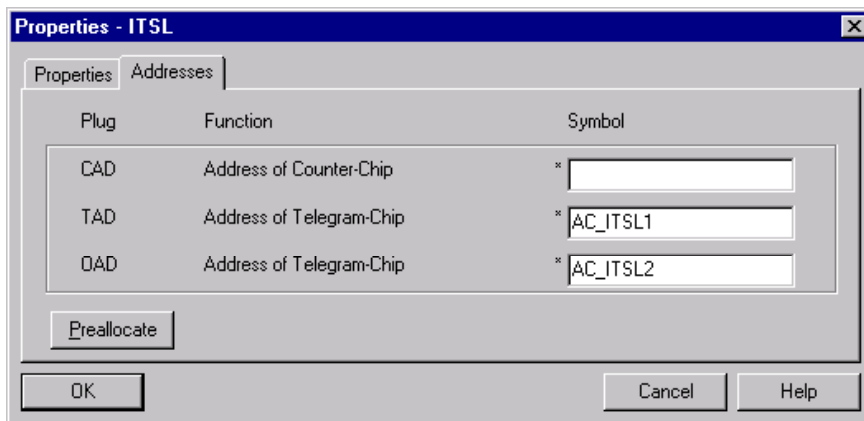 Properties - ITSL
Properties Addresses
Plug Function Symbol
CAD Address of Counter-Chip *
TAD Address of Telegram-Chip * AC_ITSL1
OAD Address of Telegram-Chip * AC_ITSL2
Preallocate
OK Cancel Help